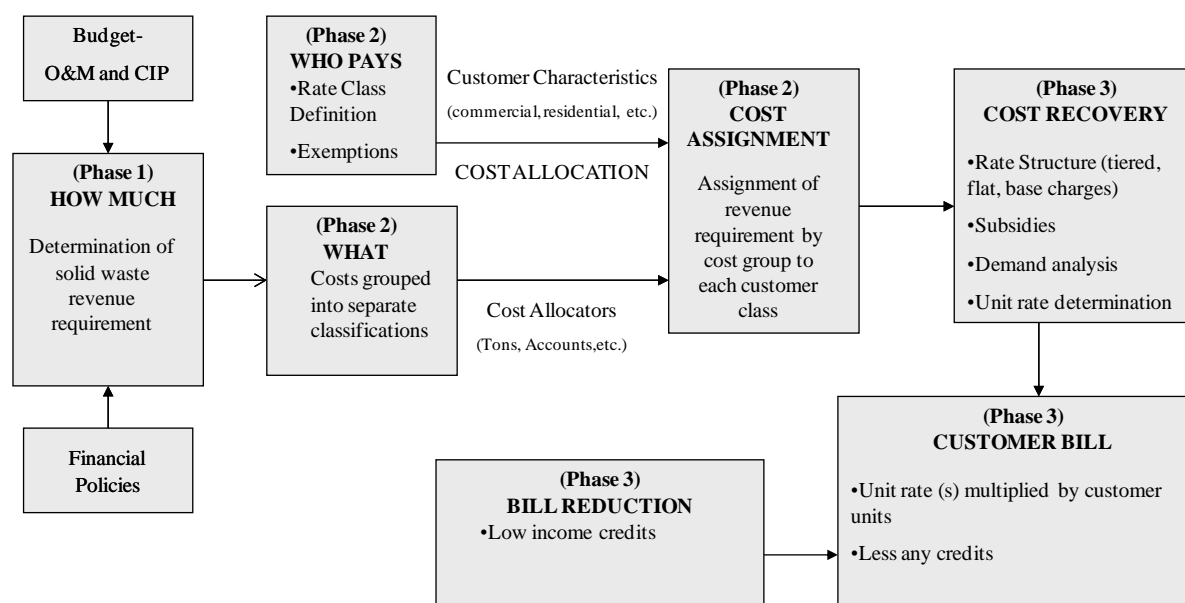 Budget-
O&M and CIP
(Phase 1)
HOW MUCH
Determination of
solid waste
revenue
requirement
Financial
Policies
(Phase 2)
WHO PAYS
•Rate Class
Definition
•Exemptions
(Phase 2)
WHAT
Costs grouped
into separate
classifications
Customer Characteristics
(commercial, residential, etc.)
COST ALLOCATION
Cost Allocators
(Tons, Accounts,etc.)
(Phase 2)
COST
ASSIGNMENT
Assignment of
revenue
requirement by
cost group to
each customer
class
(Phase 3)
COST RECOVERY
•Rate Structure (tiered,
flat, base charges)
•Subsidies
•Demand analysis
•Unit rate determination
(Phase 3)
BILL REDUCTION
•Low income credits
(Phase 3)
CUSTOMER BILL
•Unit rate (s) multiplied by customer
units
•Less any credits